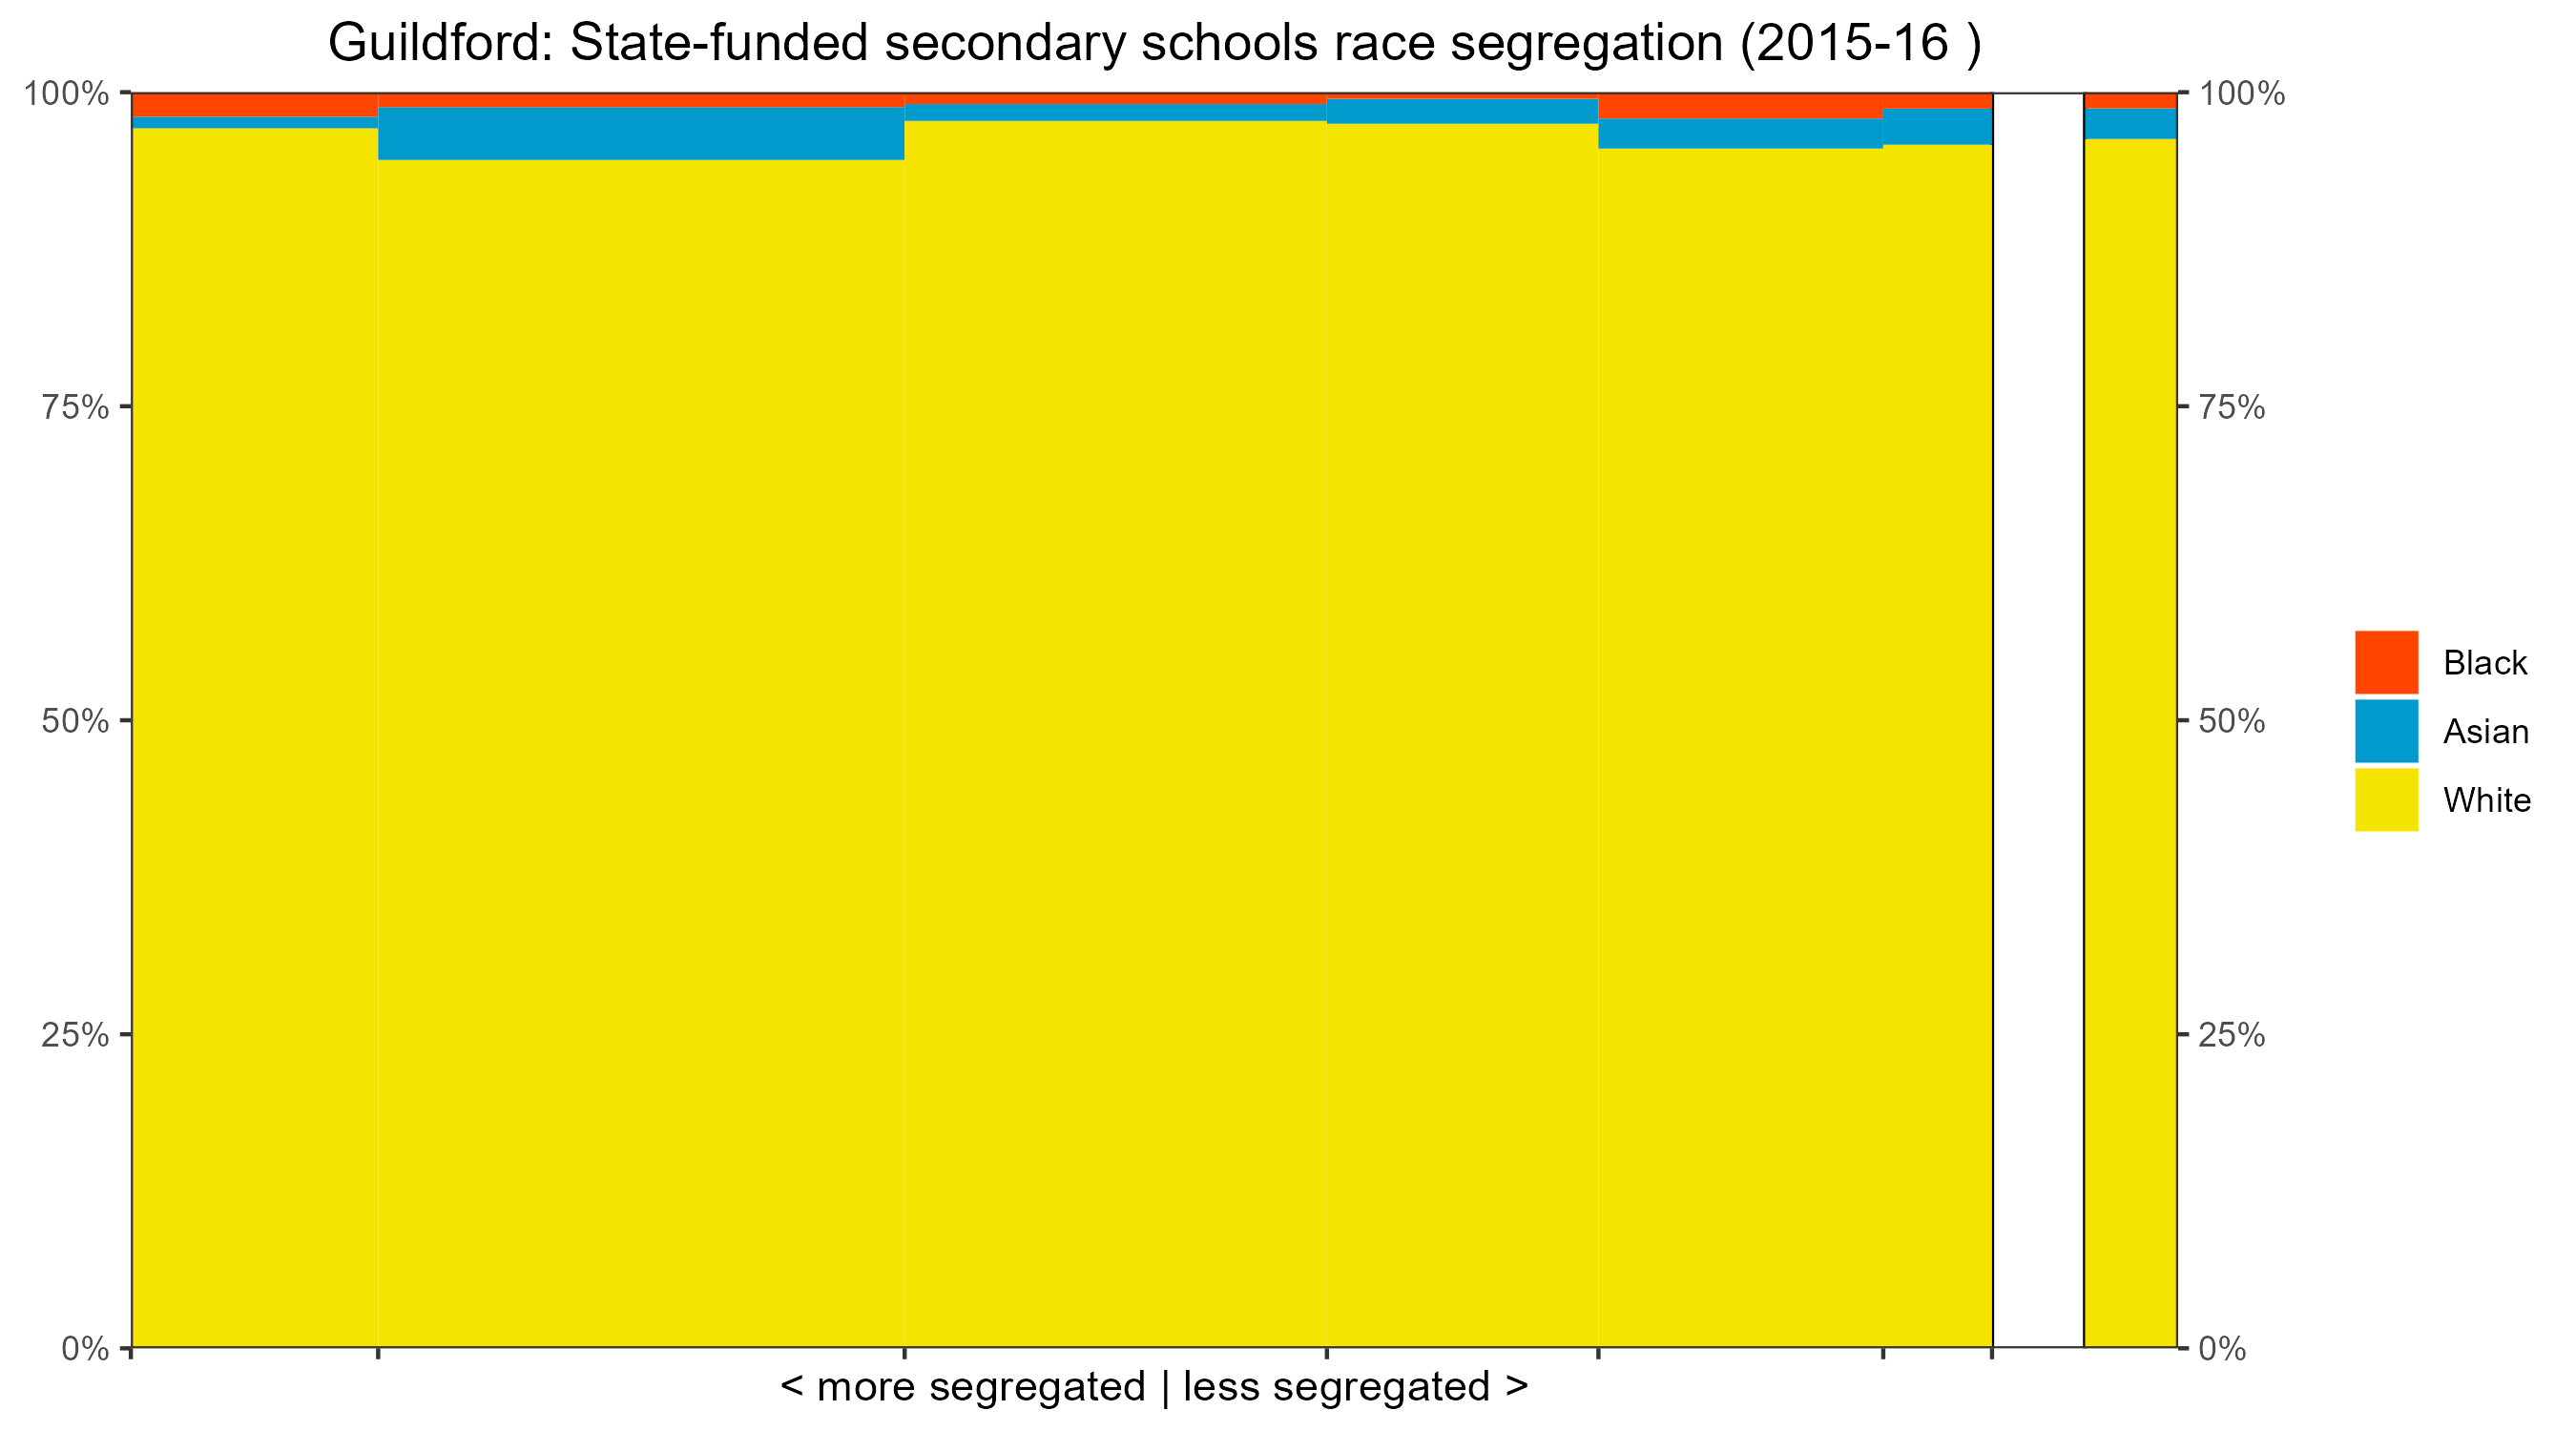 Guildford: State-funded secondary schools race segregation (2015-16 )
100%
75%
50%
25%
0%
100%
75%
50%
25%
0%
Black
Asian
White
< more segregated | less segregated >